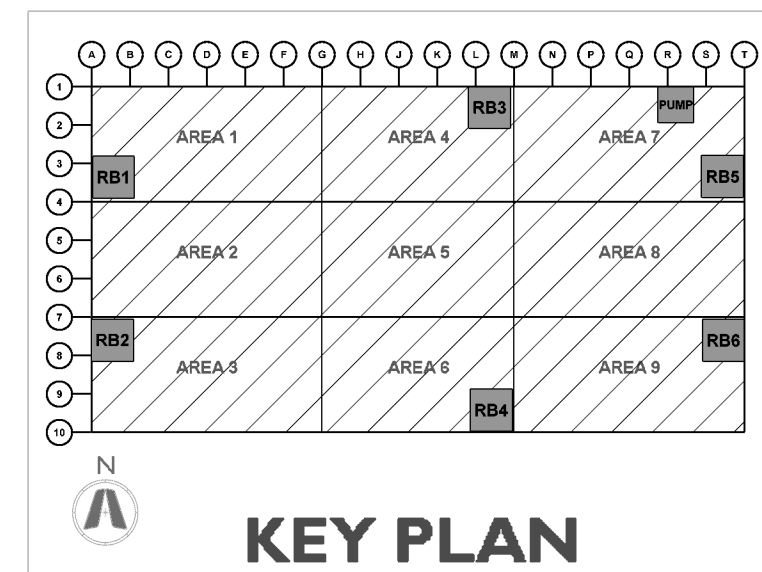 A B C D E F G H J K L M N P Q R S T
1
2
3
4
5
6
7
8
9
10
AREA 1 AREA 4 RB3 AREA 7 PUMP
RB1 RB5
AREA 2 AREA 5 AREA 8
RB2 RB6
AREA 3 AREA 6 AREA 9
RB4
N
KEY PLAN